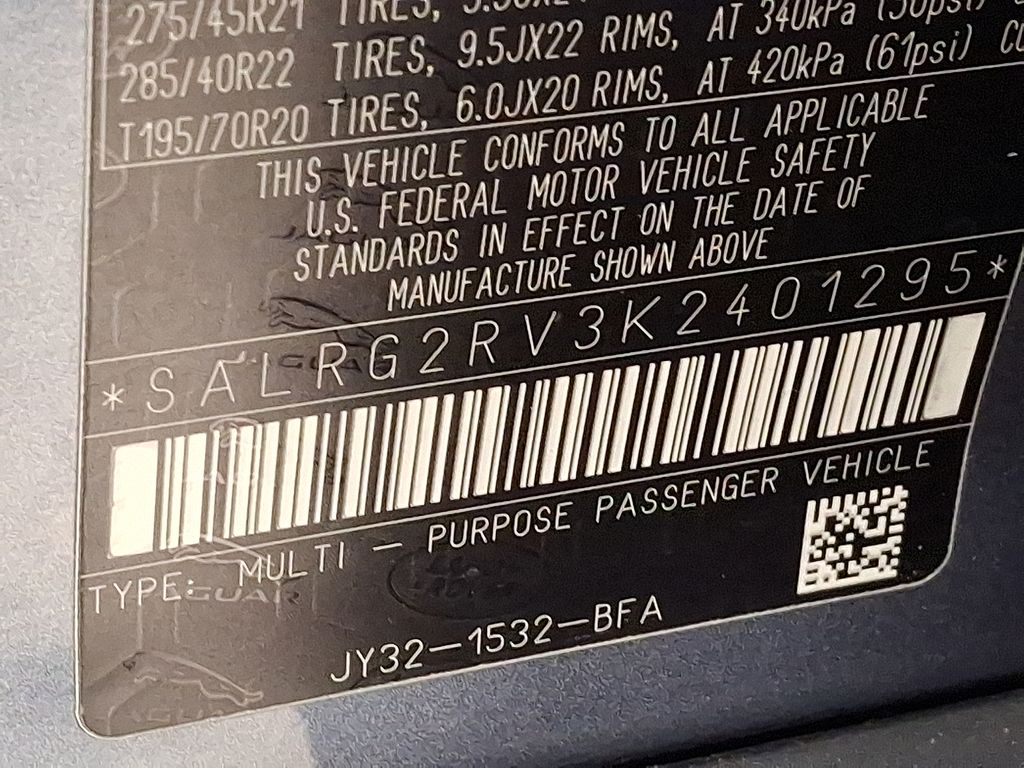 275/45R21 TIRES,
285/40R22 TIRES, 9.5JX22 RIMS, AT 340kPa (50psi)
T195/70R20 TIRES, 6.0JX20 RIMS, AT 420kPa (61psi)
THIS VEHICLE CONFORMS TO ALL APPLICABLE
U.S. FEDERAL MOTOR VEHICLE SAFETY
STANDARDS IN EFFECT ON THE DATE OF
MANUFACTURE SHOWN ABOVE
*SALRG2RV3K2401295*
TYPE: MULTI - PURPOSE PASSENGER VEHICLE
JY32-1532-BFA